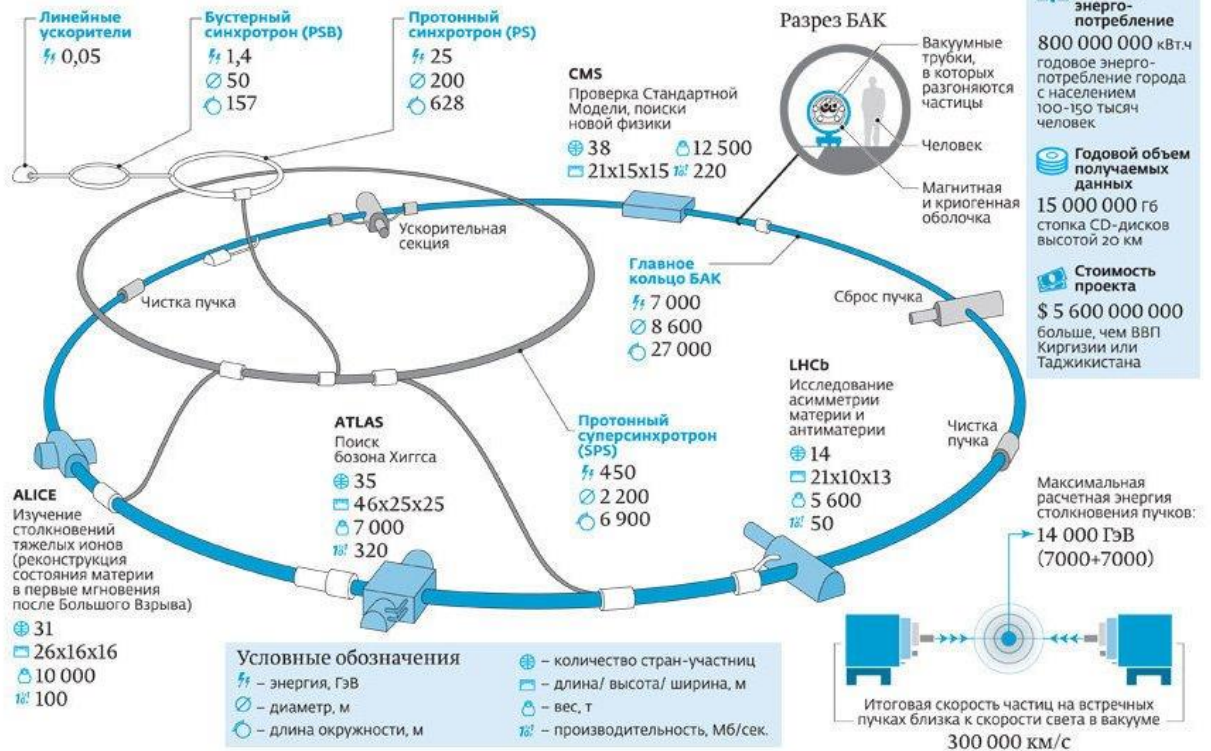 Линейные
ускорители
0,05
Бустерный
синхротрон (PSB)
1,4
50
157
Протонный
синхротрон (PS)
25
200
628
CMS
Проверка Стандартной
Модели, поиски
новой физики
38 12 500
21x15x15 220
Разрез БАК
Вакуумные
трубки,
в которых
разгоняются
частицы
Человек
Магнитная
и криогенная
оболочка
энерго-
потребление
800 000 000 кВт.ч
годовое энерго-
потребление города
с населением
100-150 тысяч
человек
Годовой объем
получаемых
данных
15 000 000 Гб
стопка CD-дисков
высотой 20 км
Стоимость
проекта
$ 5 600 000 000
больше, чем ВВП
Киргизии или
Таджикистана
Ускорительная
секция
Чистка пучка
Главное
кольцо БАК
7 000
8 600
27 000
Сброс пучка
LHCb
Исследование
асимметрии
материи и
антиматерии
14
21x10x13
5 600
50
Чистка
пучка
ATLAS
Поиск
бозона Хиггса
35
46x25x25
7 000
320
Протонный
суперсинхротрон
(SPS)
450
2 200
6 900
ALICE
Изучение
столкновений
тяжелых ионов
(реконструкция
состояния материи
в первые мгновения
после Большого Взрыва)
31
26x16x16
10 000
100
Максимальная
расчетная энергия
столкновения пучков:
14 000 ГэВ
(7000+7000)
Итоговая скорость частиц на встречных
пучках близка к скорости света в вакууме
300 000 км/с
Условные обозначения
– энергия, ГэВ
– диаметр, м
– длина окружности, м
– количество стран-участниц
– длина/ высота/ ширина, м
– вес, т
– производительность, Мб/сек.